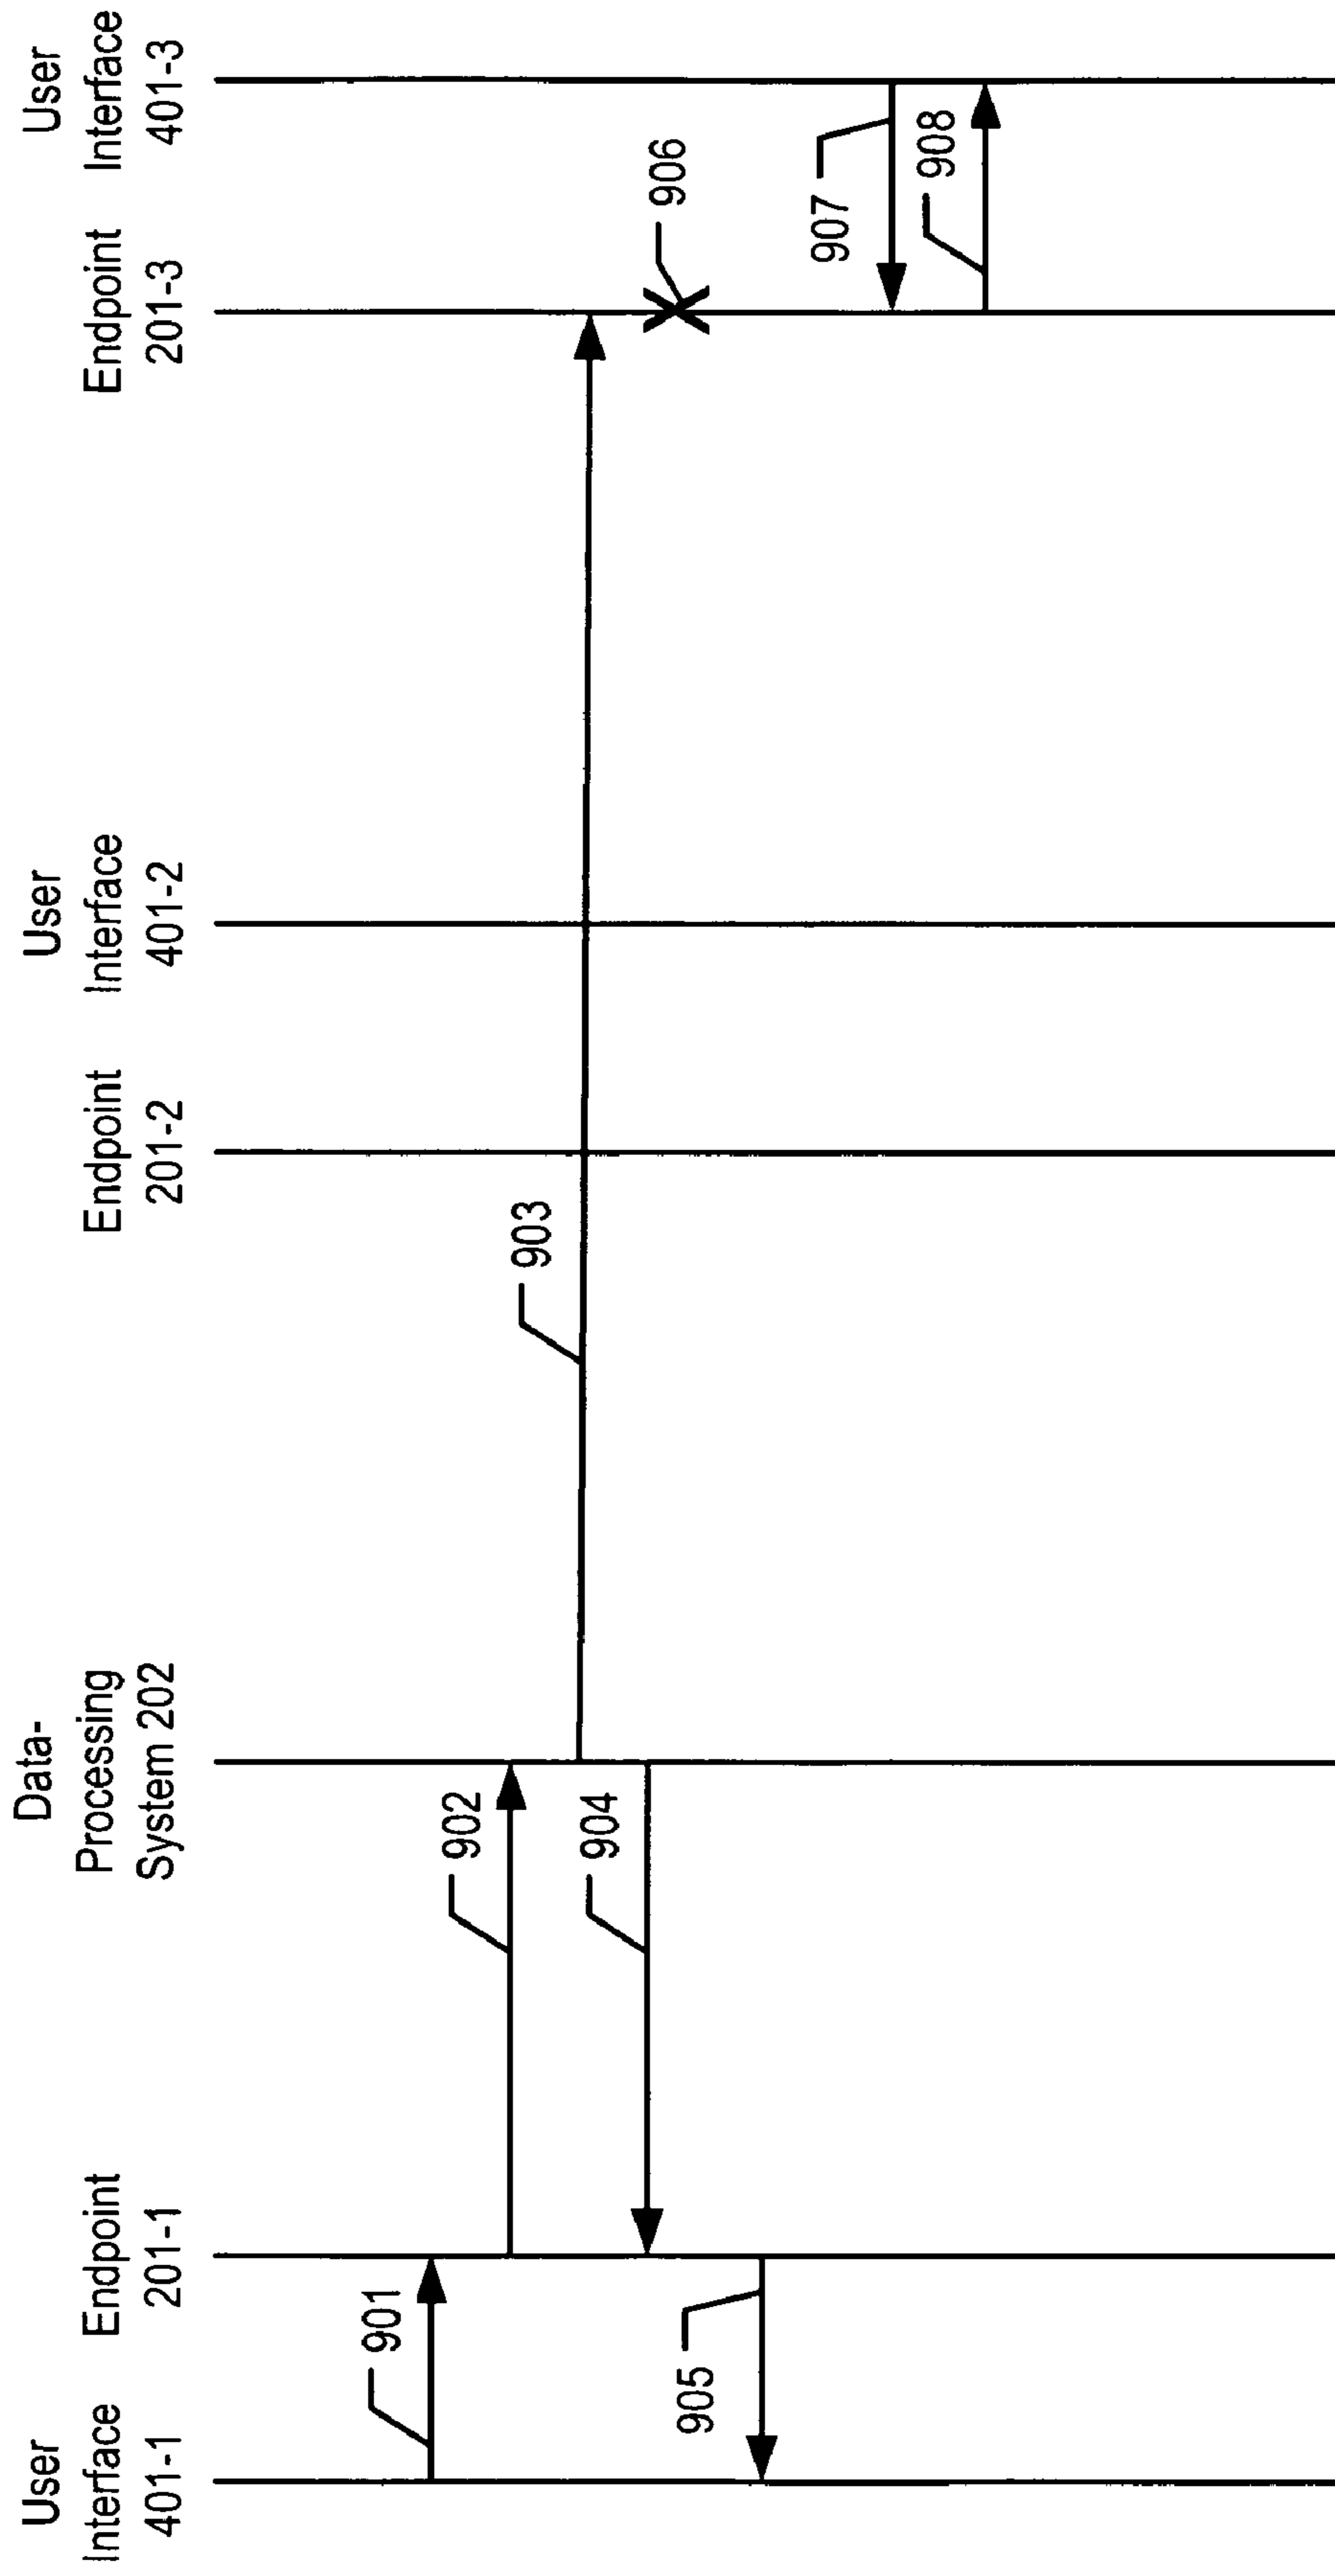 User
Interface
401-1
Endpoint
201-1
Data-
Processing
System 202
Endpoint
201-2
User
Interface
401-2
Endpoint
201-3
User
Interface
401-3
901
902
903
904
905
906
907
908